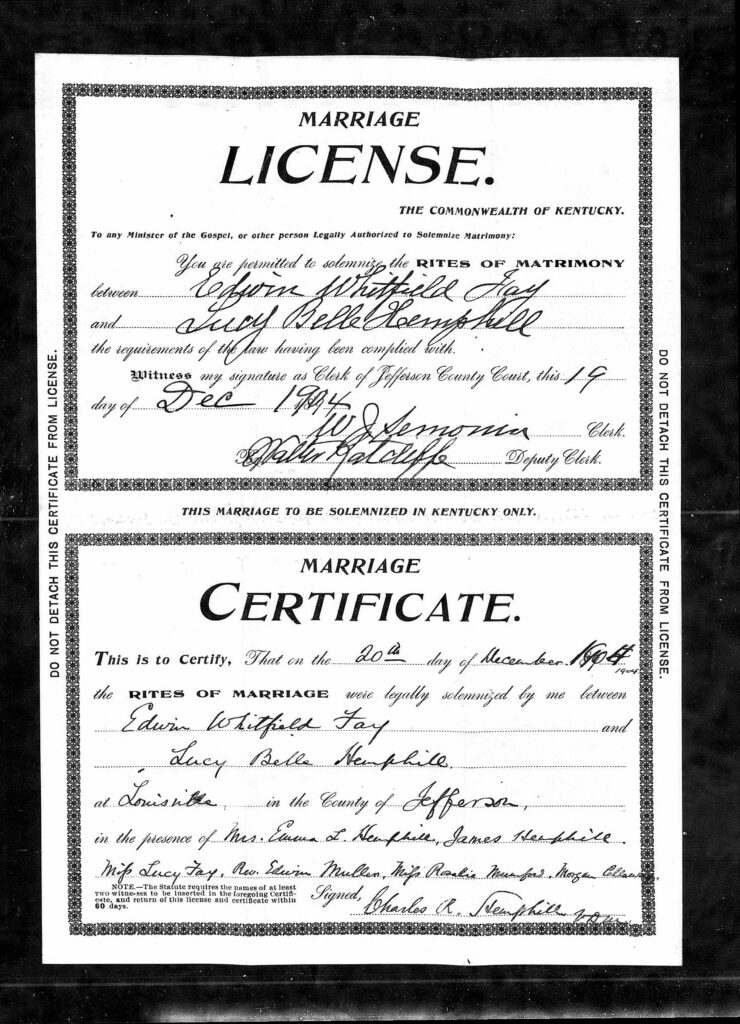 MARRIAGE
LICENSE.
THE COMMONWEALTH OF KENTUCKY.
To any Minister of the Gospel, or other person Legally Authorized to Solemnize Matrimony:
You are permitted to solemnize the RITES OF MATRIMONY
between Edwin Whitfield Fay
and Lucy Belle Hemphill
the requirements of the law having been complied with.
Witness my signature as Clerk of Jefferson County Court, this 19
day of Dec 1904
W J Semonin Clerk.
Walter Ratcliffe Deputy Clerk.
DO NOT DETACH THIS CERTIFICATE FROM LICENSE.
DO NOT DETACH THIS CERTIFICATE FROM LICENSE.
THIS MARRIAGE TO BE SOLEMNIZED IN KENTUCKY ONLY.
MARRIAGE
CERTIFICATE.
This is to Certify, That on the 20th day of December 1904
the RITES OF MARRIAGE were legally solemnized by me between
Edwin Whitfield Fay and
Lucy Belle Hemphill.
at Louisville, in the County of Jefferson,
in the presence of Mrs. Emma L. Hemphill, James Hemphill.
Miss Lucy Fay, Rev. Edwin Muller, Miss Rosalie Mumford, Morgan
NOTE.—The Statute requires the names of at least
TWO witnesses to be inserted in the foregoing Certifi-
cate, and return of this license and certificate within
60 days.
Signed, Charles R. Hemphill